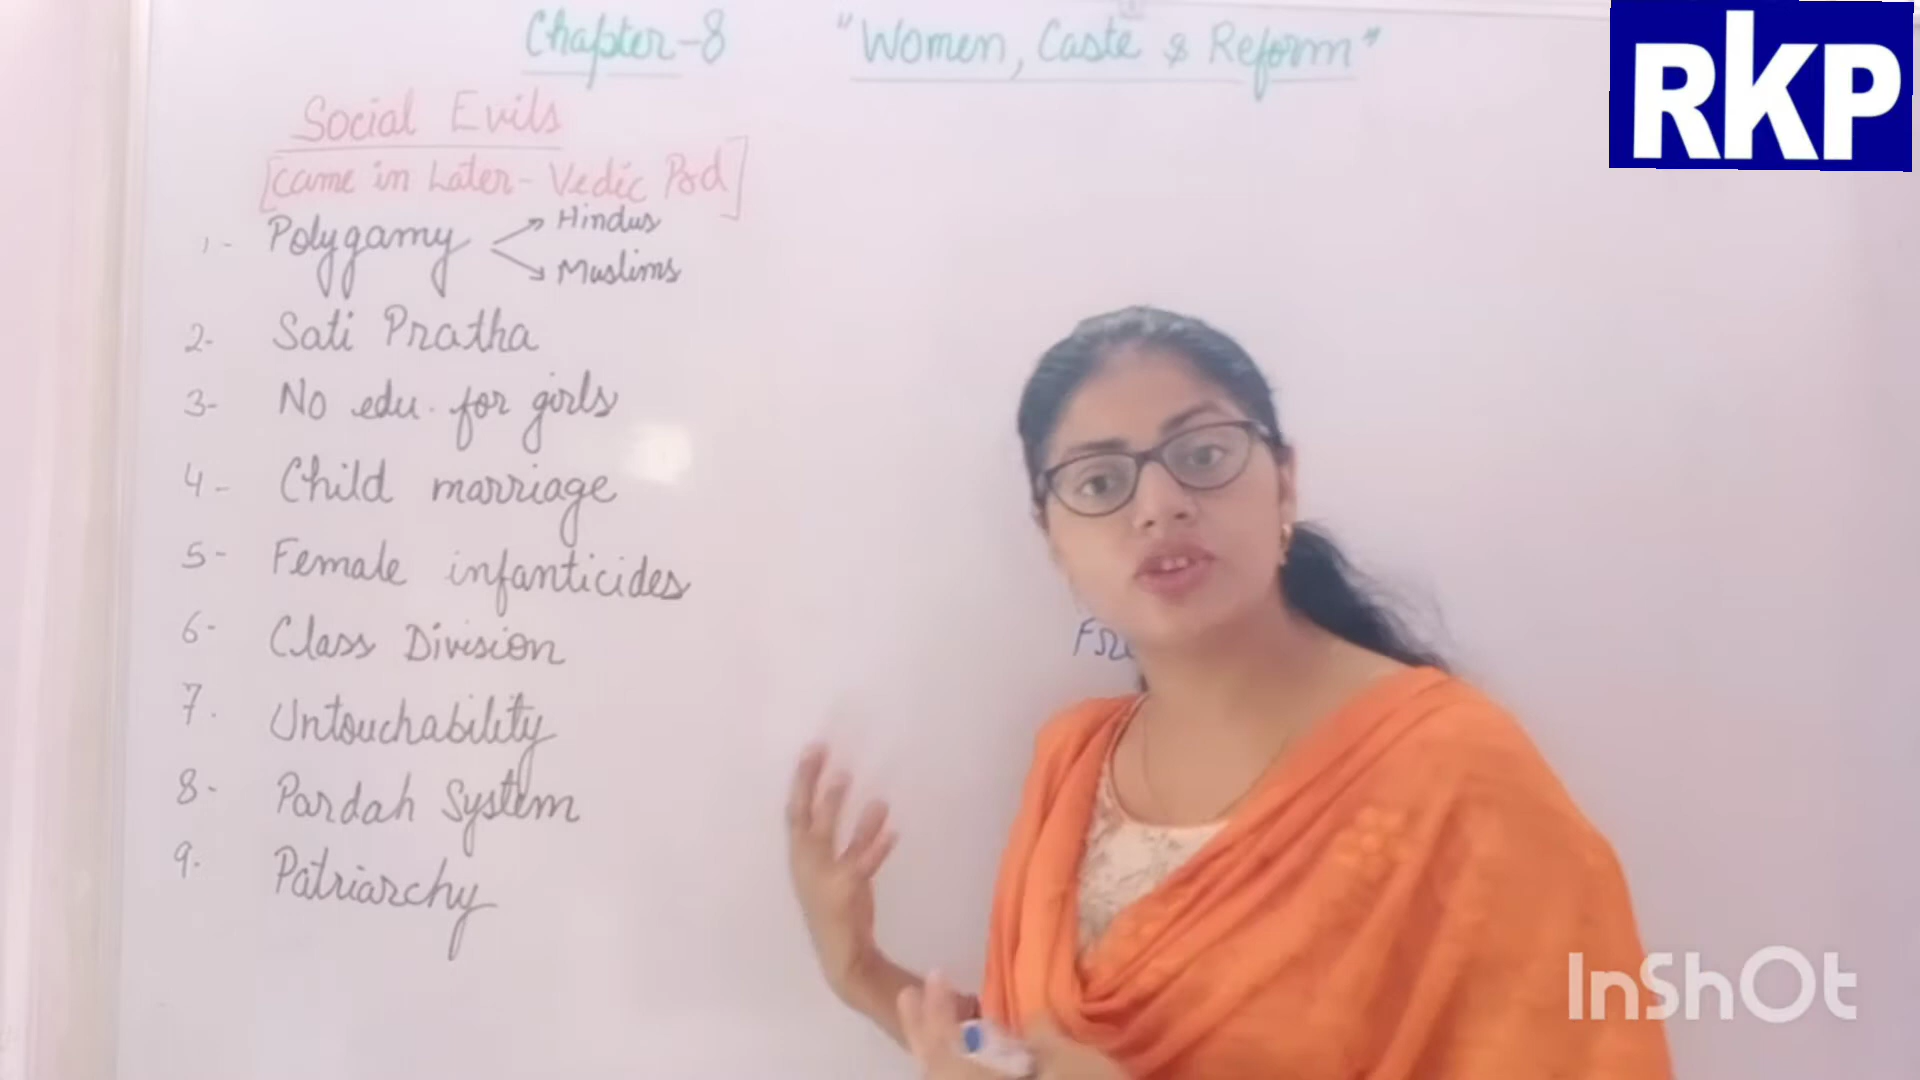 Chapter-8 "Women, Caste & Reform"
RKP
Social Evils
[came in Later-Vedic Pod]
1- Polygamy → Hindus
→ Muslims
2- Sati Pratha
3- No edu. for girls
4- Child marriage
5- Female infanticides
6- Class Division
7. Untouchability
8- Pardah System
9. Patriarchy
InShOt